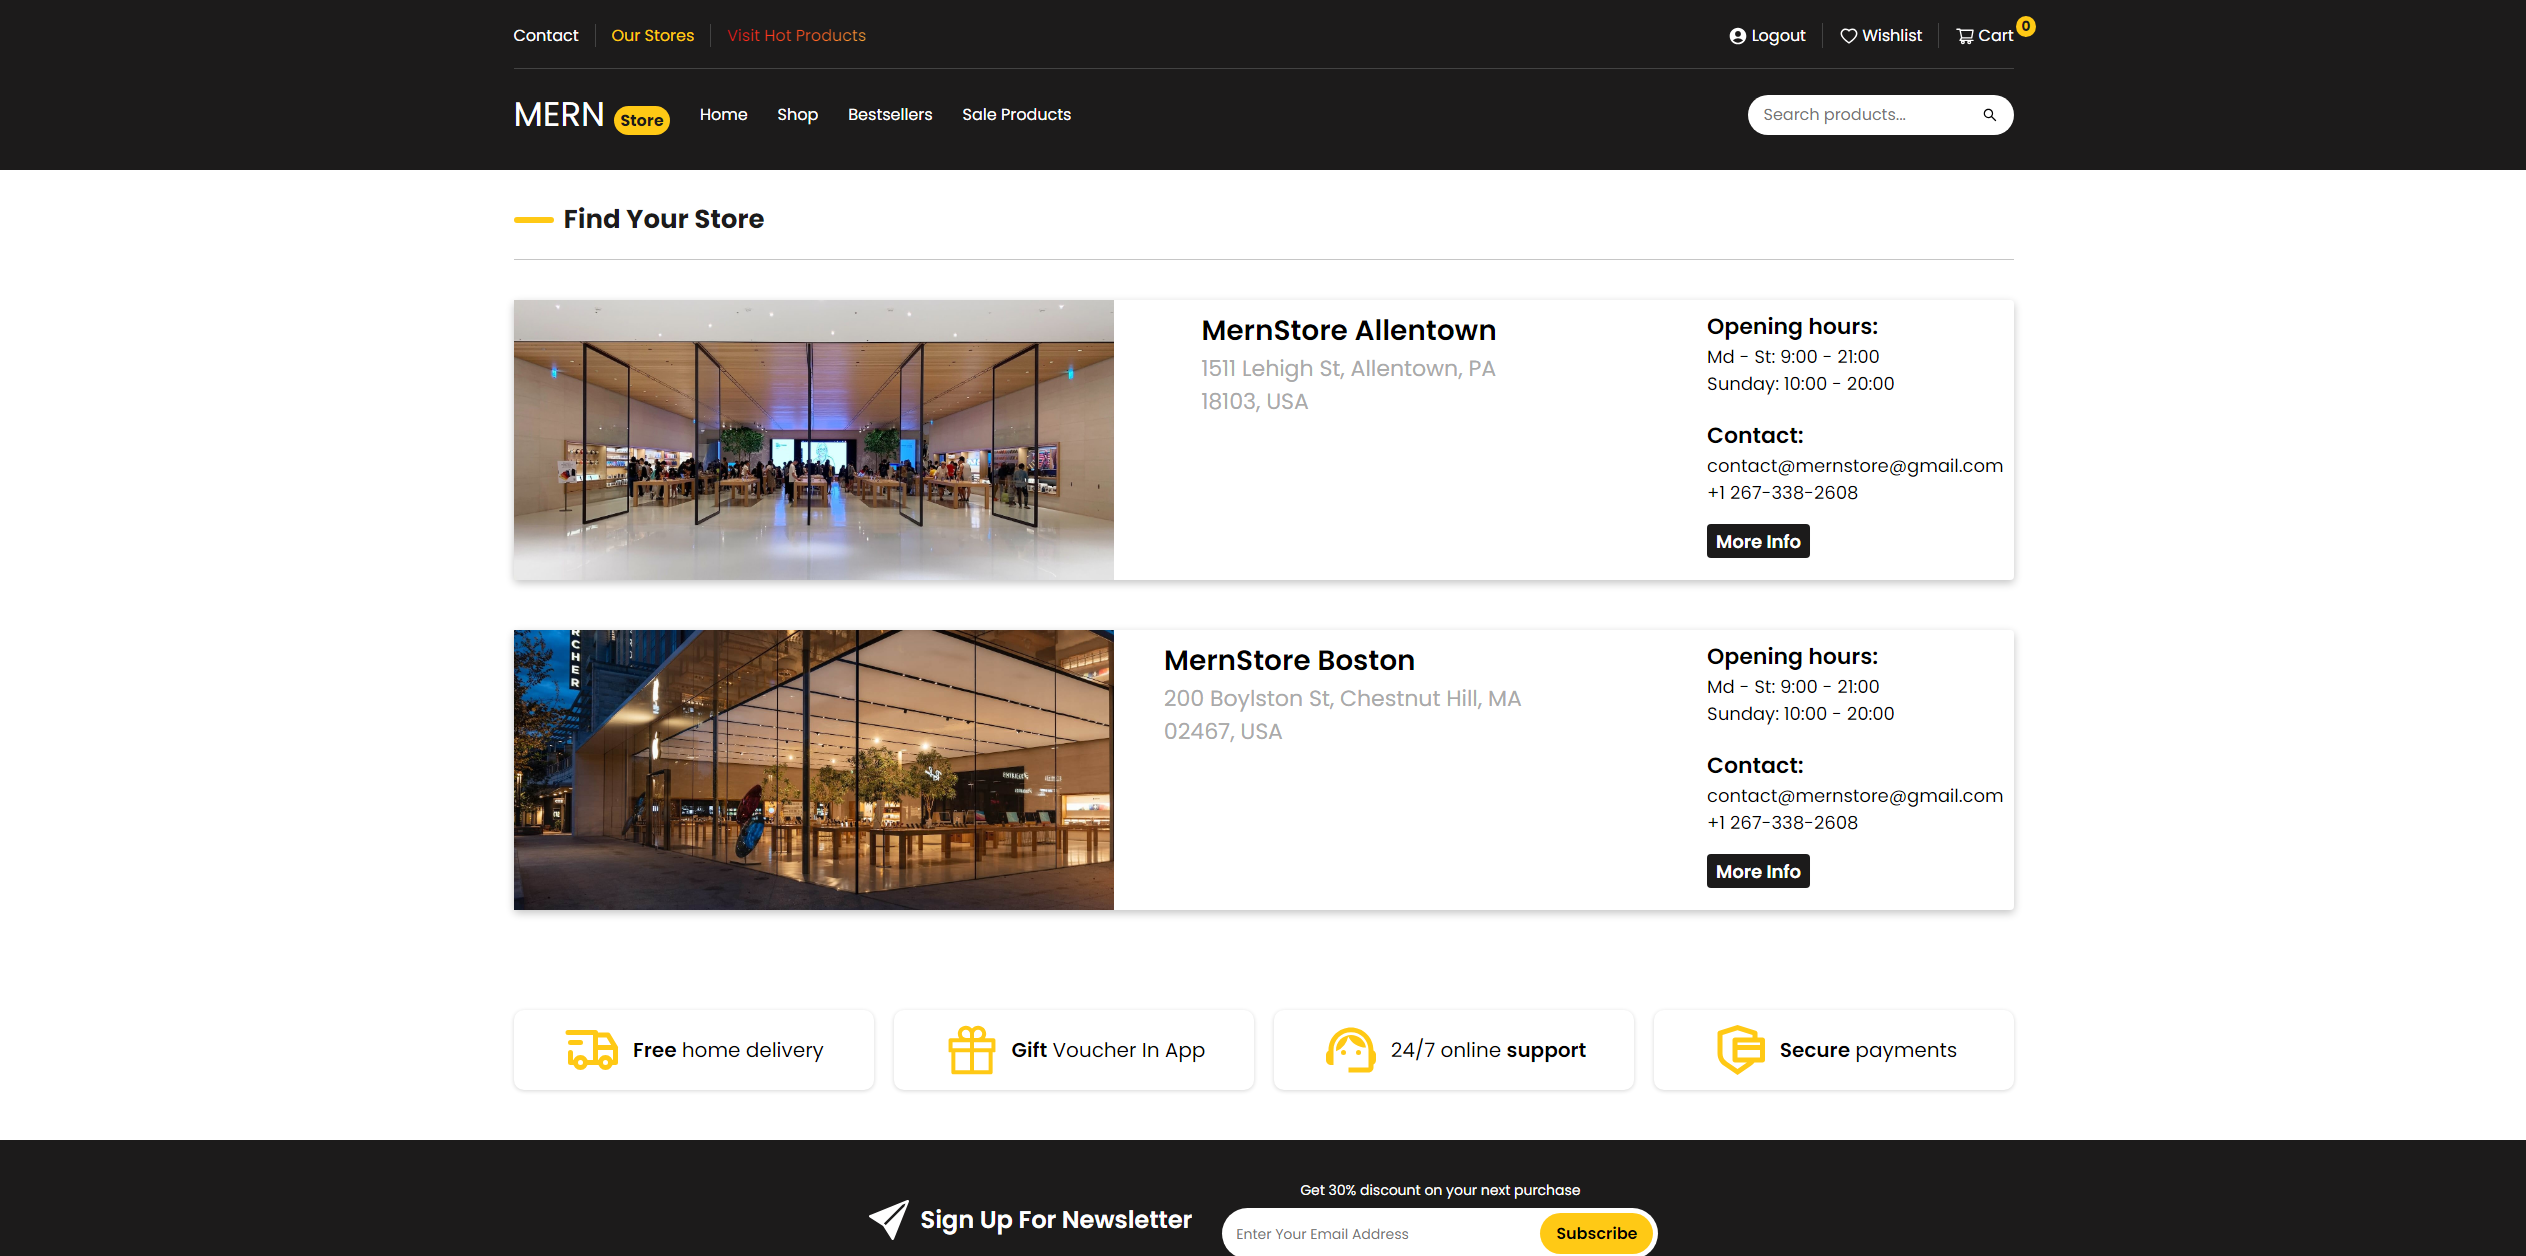 Contact
Our Stores
Visit Hot Products
Logout
Wishlist
Cart
0
MERN Store
Home
Shop
Bestsellers
Sale Products
Search products...
Find Your Store
MernStore Allentown
1511 Lehigh St, Allentown, PA
18103, USA
Opening hours:
Md - St: 9:00 - 21:00
Sunday: 10:00 - 20:00
Contact:
contact@mernstore@gmail.com
+1 267-338-2608
More Info
RCHER
MernStore Boston
200 Boylston St, Chestnut Hill, MA
02467, USA
Opening hours:
Md - St: 9:00 - 21:00
Sunday: 10:00 - 20:00
Contact:
contact@mernstore@gmail.com
+1 267-338-2608
More Info
Free home delivery
Gift Voucher In App
24/7 online support
Secure payments
Sign Up For Newsletter
Get 30% discount on your next purchase
Enter Your Email Address
Subscribe